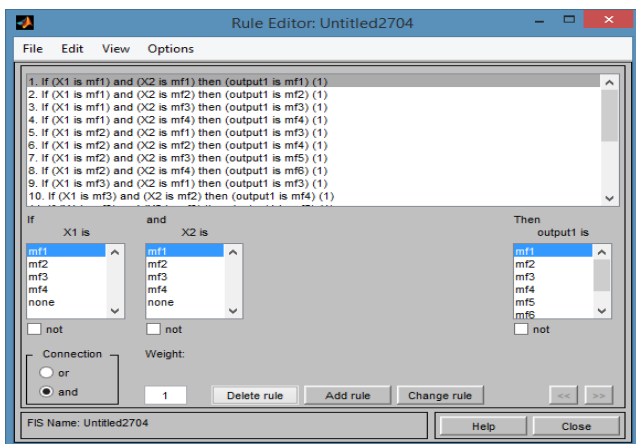 Rule Editor: Untitled2704
File Edit View Options
1. If (X1 is mf1) and (X2 is mf1) then (output1 is mf1) (1)
2. If (X1 is mf1) and (X2 is mf2) then (output1 is mf2) (1)
3. If (X1 is mf1) and (X2 is mf3) then (output1 is mf3) (1)
4. If (X1 is mf1) and (X2 is mf4) then (output1 is mf4) (1)
5. If (X1 is mf2) and (X2 is mf1) then (output1 is mf3) (1)
6. If (X1 is mf2) and (X2 is mf2) then (output1 is mf4) (1)
7. If (X1 is mf2) and (X2 is mf3) then (output1 is mf5) (1)
8. If (X1 is mf2) and (X2 is mf4) then (output1 is mf6) (1)
9. If (X1 is mf3) and (X2 is mf1) then (output1 is mf3) (1)
10. If (X1 is mf3) and (X2 is mf2) then (output1 is mf4) (1)
If and Then
X1 is X2 is output1 is
mf1 mf1 mf1
mf2 mf2 mf2
mf3 mf3 mf3
mf4 mf4 mf4
none none mf5
mf6
not not not
Connection Weight:
or
and 1 Delete rule Add rule Change rule << >>
FIS Name: Untitled2704 Help Close